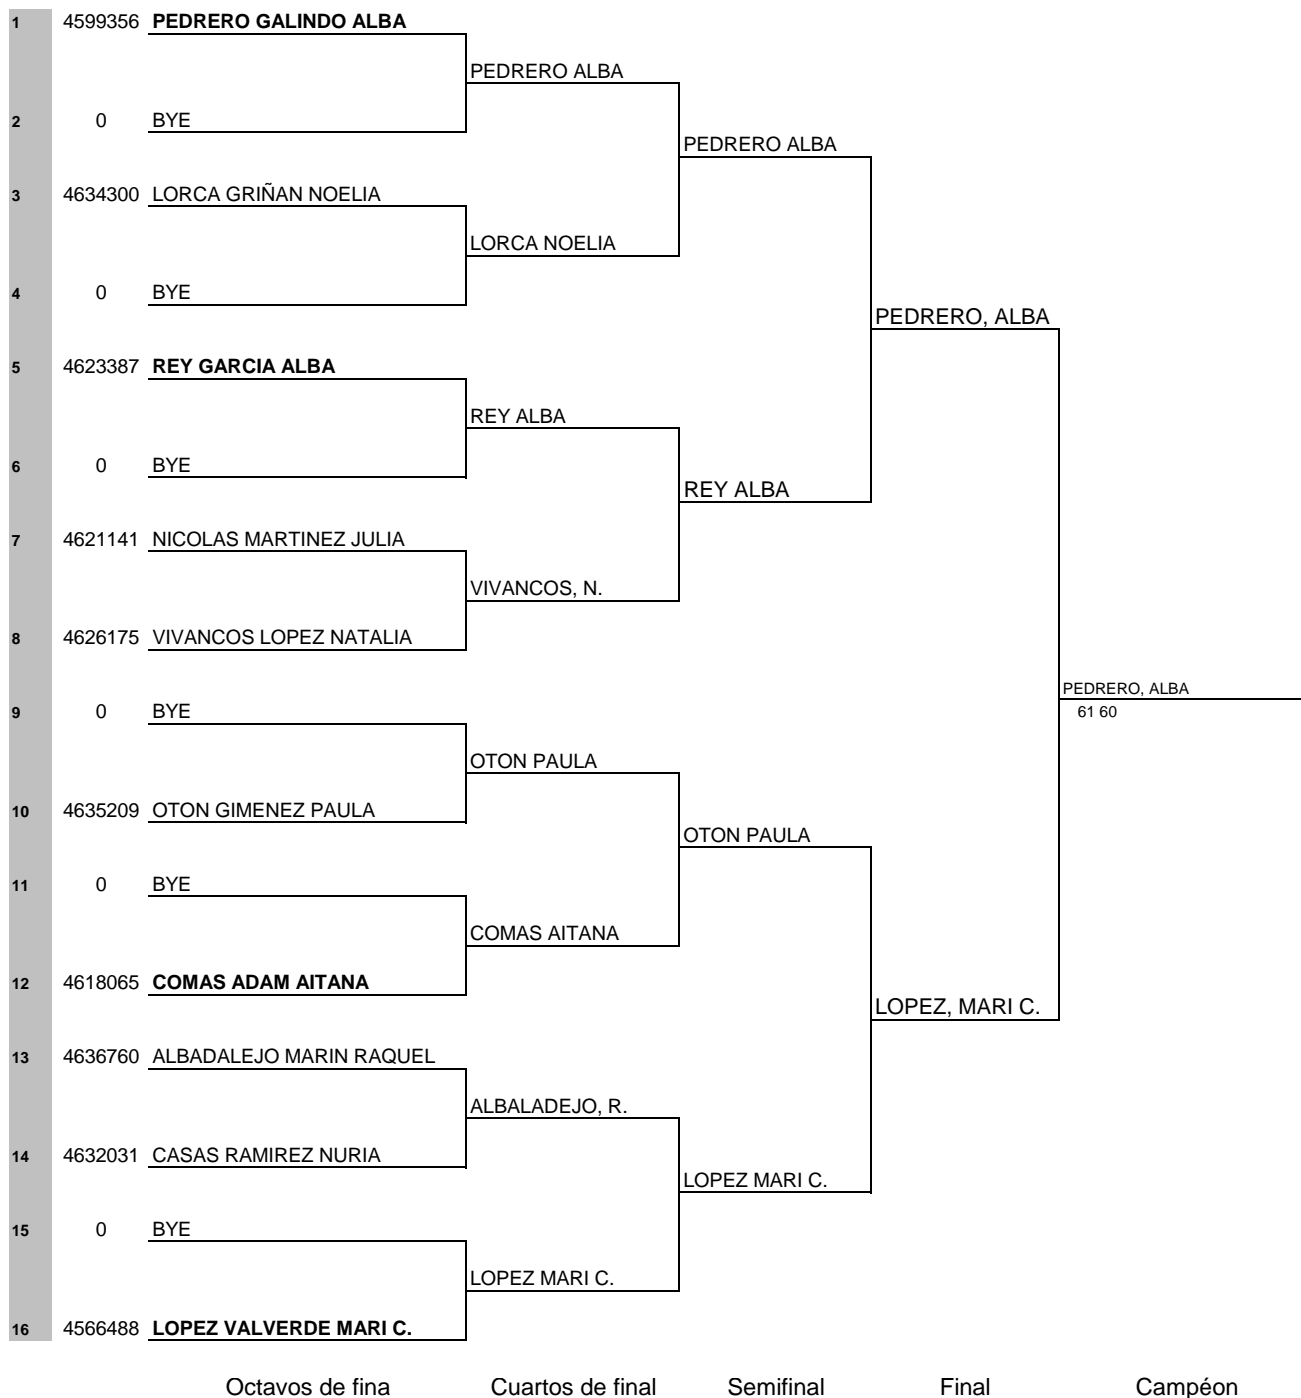 1 4599356 PEDRERO GALINDO ALBA
PEDRERO ALBA
2 0 BYE
PEDRERO ALBA
3 4634300 LORCA GRIÑAN NOELIA
LORCA NOELIA
4 0 BYE
PEDRERO, ALBA
5 4623387 REY GARCIA ALBA
REY ALBA
6 0 BYE
REY ALBA
7 4621141 NICOLAS MARTINEZ JULIA
VIVANCOS, N.
8 4626175 VIVANCOS LOPEZ NATALIA
PEDRERO, ALBA
9 0 BYE
61 60
OTON PAULA
10 4635209 OTON GIMENEZ PAULA
OTON PAULA
11 0 BYE
COMAS AITANA
12 4618065 COMAS ADAM AITANA
LOPEZ, MARI C.
13 4636760 ALBADALEJO MARIN RAQUEL
ALBALADEJO, R.
14 4632031 CASAS RAMIREZ NURIA
LOPEZ MARI C.
15 0 BYE
LOPEZ MARI C.
16 4566488 LOPEZ VALVERDE MARI C.
Octavos de fina Cuartos de final Semifinal Final Campéon